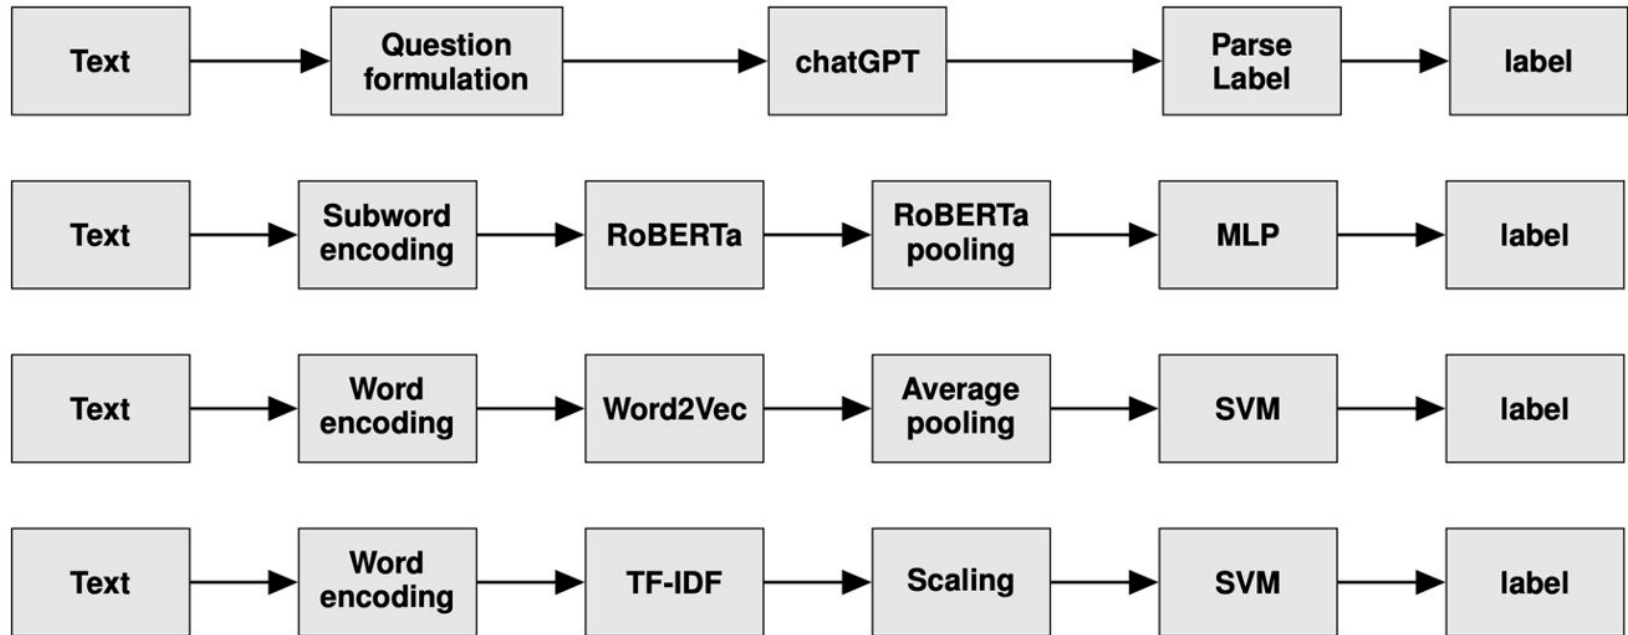 Text
Question
formulation
chatGPT
Parse
Label
label
Text
Subword
encoding
RoBERTa
RoBERTa
pooling
MLP
label
Text
Word
encoding
Word2Vec
Average
pooling
SVM
label
Text
Word
encoding
TF-IDF
Scaling
SVM
label